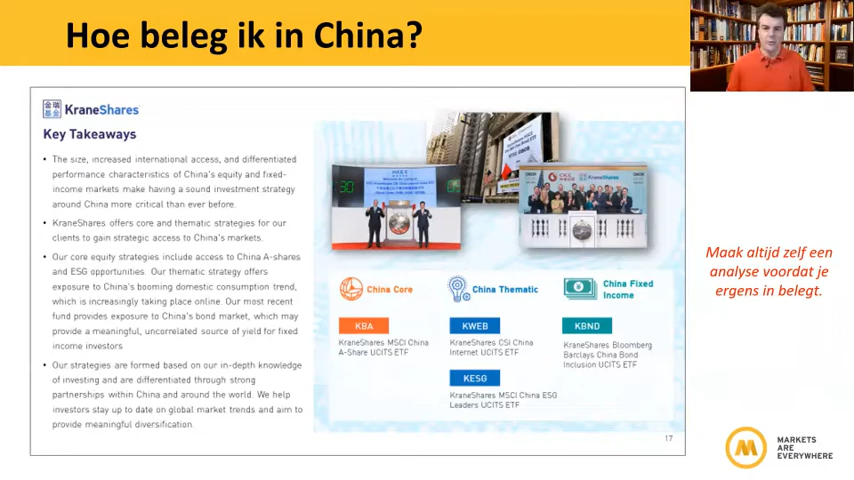 Hoe beleg ik in China?
金瑞
基金
KraneShares
Key Takeaways
• The size, increased international access, and differentiated
performance characteristics of China's equity and fixed-
income markets make having a sound investment strategy
around China more critical than ever before.
• KraneShares offers core and thematic strategies for our
clients to gain strategic access to China's markets.
• Our core equity strategies include access to China A-shares
and ESG opportunities. Our thematic strategy offers
exposure to China's booming domestic consumption trend,
which is increasingly taking place online. Our most recent
fund provides exposure to China's bond market, which may
provide a meaningful, uncorrelated source of yield for fixed
income investors
• Our strategies are formed based on our in-depth knowledge
of investing and are differentiated through strong
partnerships within China and around the world. We help
investors stay up to date on global market trends and aim to
provide meaningful diversification.
CICC
KraneShares
China Core
China Thematic
China Fixed
Income
KBA
KraneShares MSCI China
A-Share UCITS ETF
KWEB
KraneShares CSI China
Internet UCITS ETF
KESG
KraneShares MSCI China ESG
Leaders UCITS ETF
KBND
KraneShares Bloomberg
Barclays China Bond
Inclusion UCITS ETF
17
Maak altijd zelf een
analyse voordat je
ergens in belegt.
M
MARKETS
ARE
EVERYWHERE